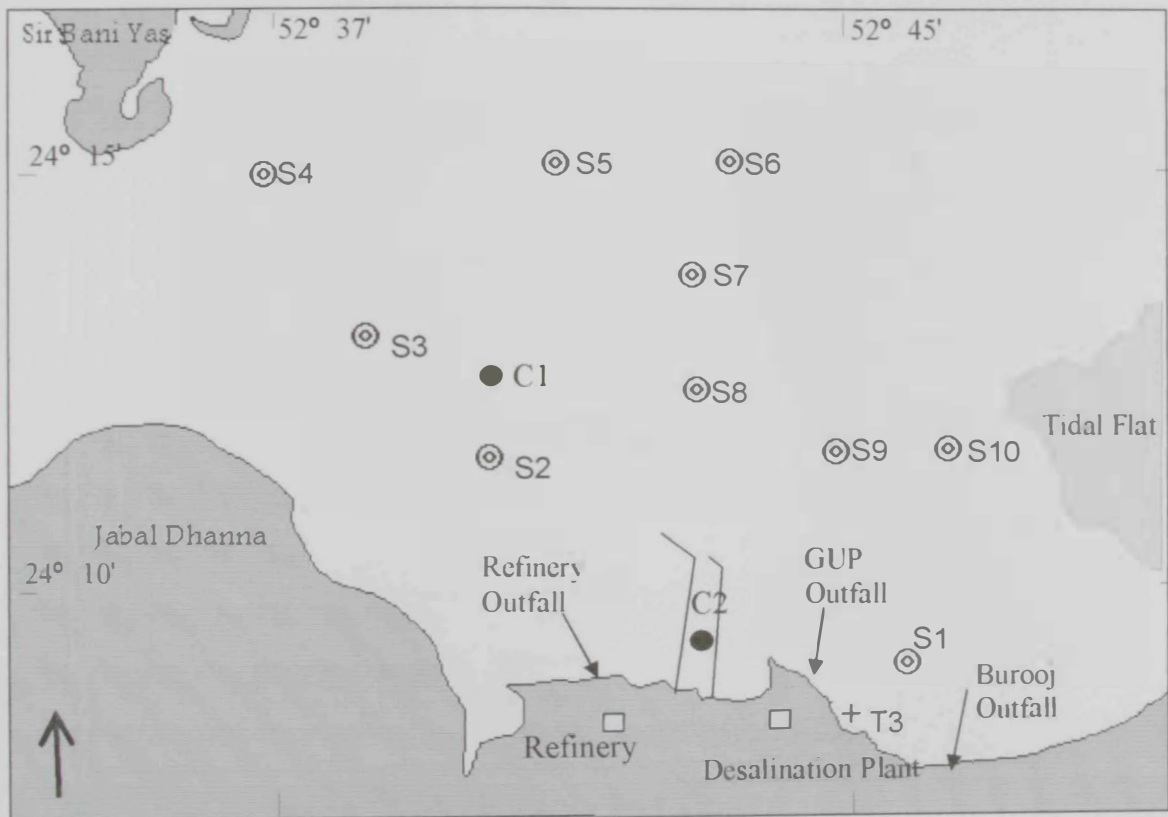 Sir Bani Yas
52° 37'
52° 45'
24° 15'
S4
S5
S6
S7
S3
C1
S8
Tidal Flat
S9
S10
S2
Jabal Dhanna
24° 10'
Refinery
Outfall
GUP
Outfall
C2
S1
Burooj
Outfall
T3
Refinery
Desalination Plant